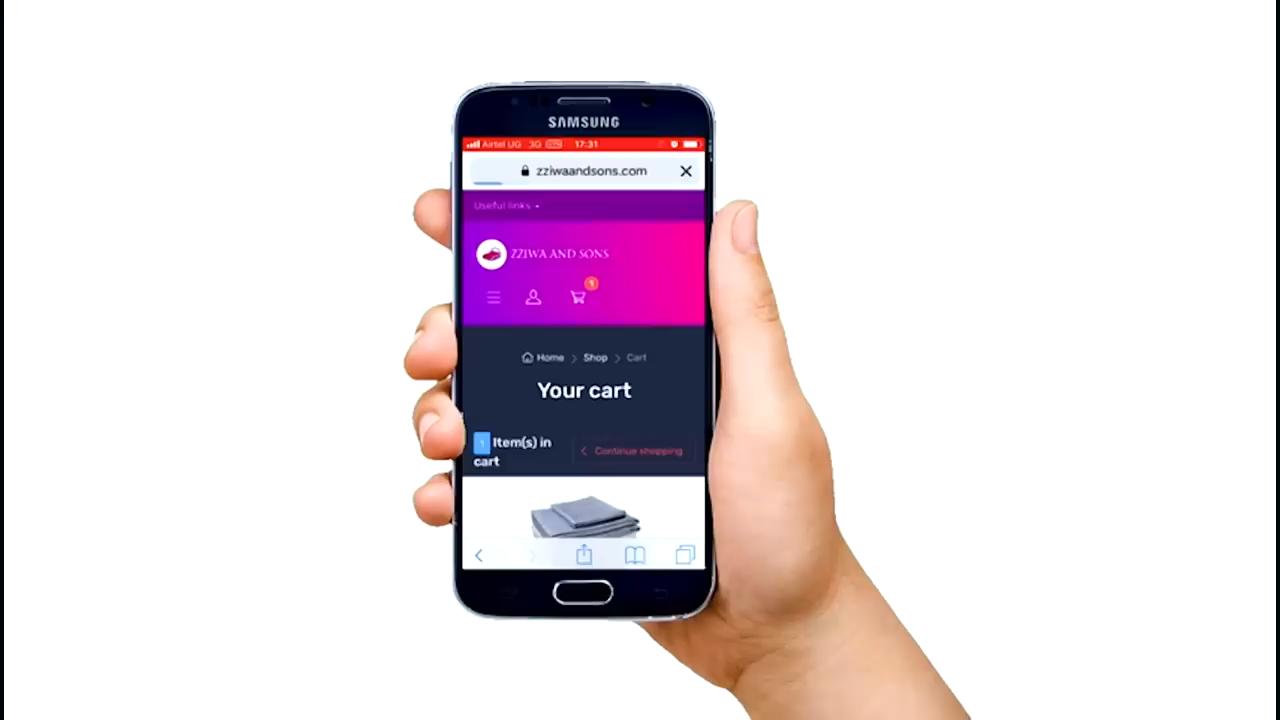 SAMSUNG
Airtel UG 3G 17:31
zziwaandsons.com
Useful links
ZZIWA AND SONS
1
Home > Shop > Cart
Your cart
1 Item(s) in
cart
< Continue shopping